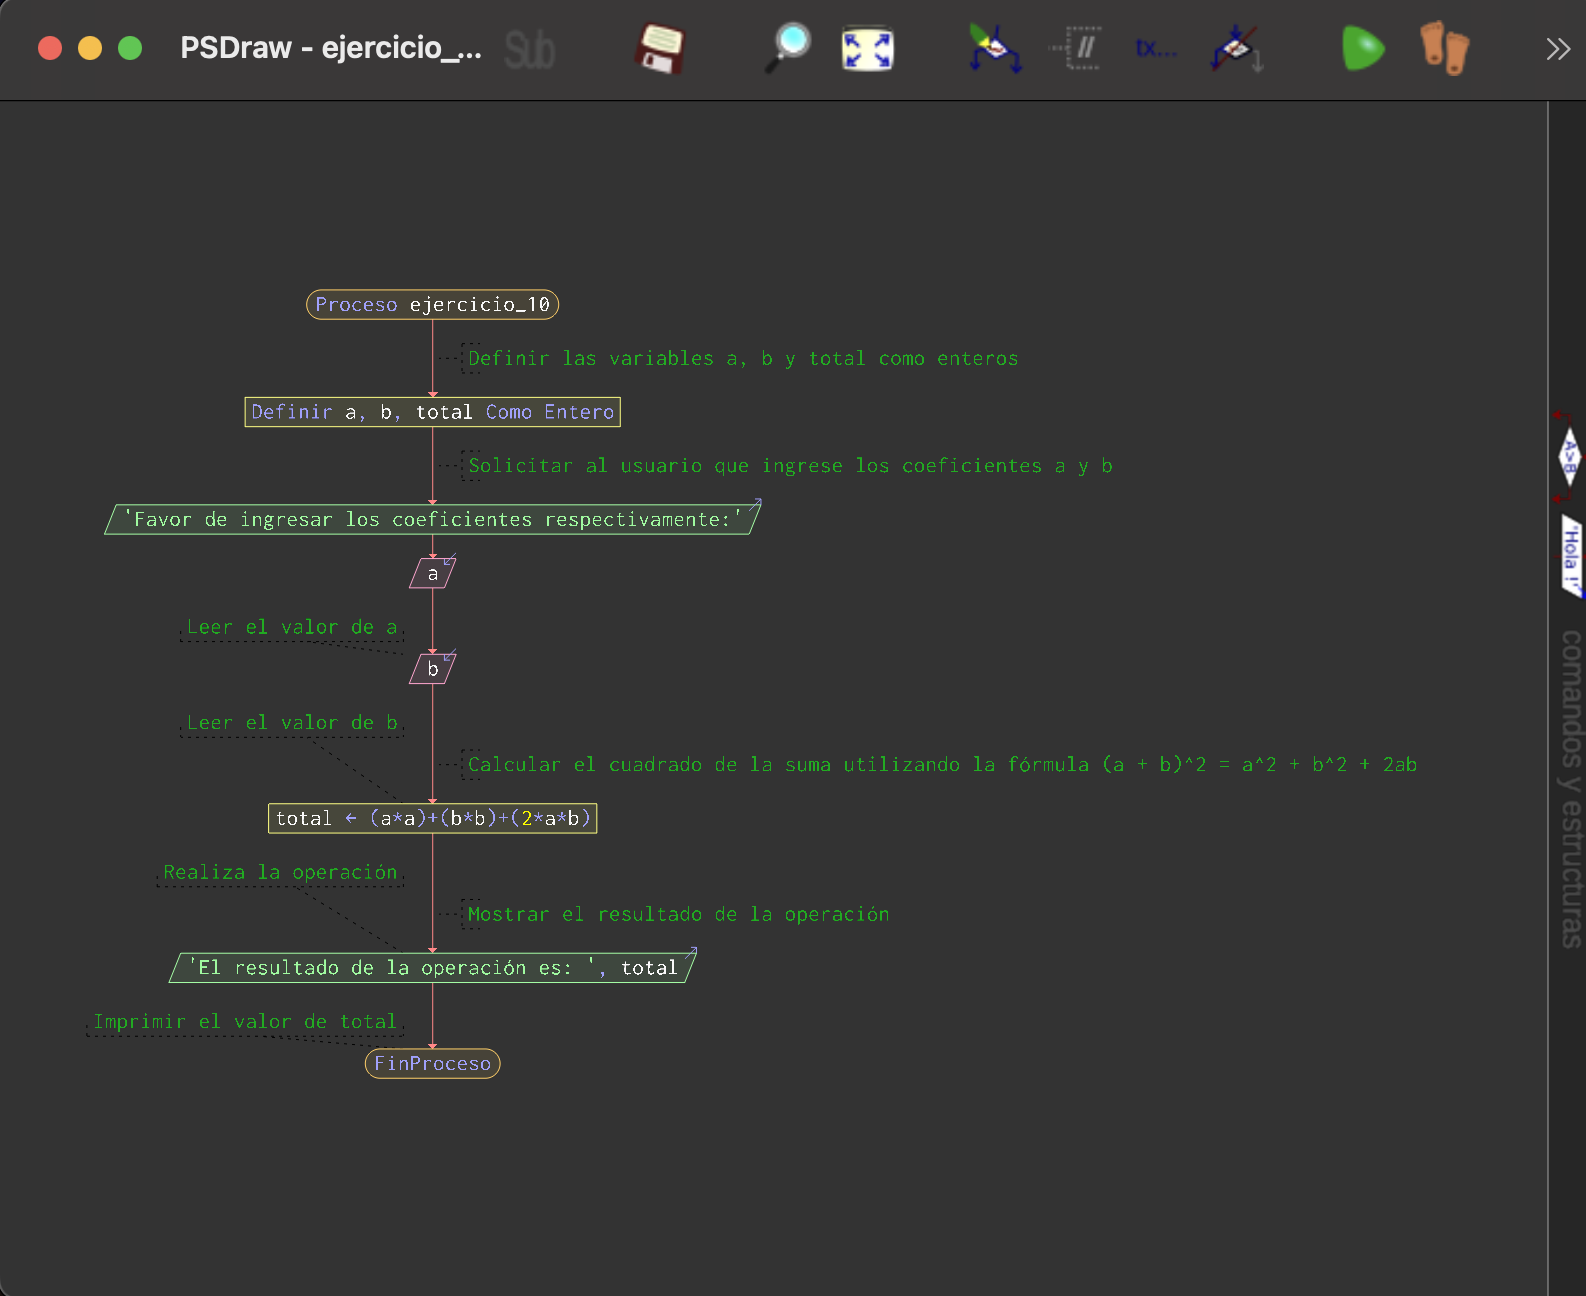 PSDraw - ejercicio_...
Sub
//
tx...
Proceso ejercicio_10
Definir las variables a, b y total como enteros
Definir a, b, total Como Entero
Solicitar al usuario que ingrese los coeficientes a y b
'Favor de ingresar los coeficientes respectivamente:'
a
Leer el valor de a
b
Leer el valor de b
Calcular el cuadrado de la suma utilizando la fórmula (a + b)^2 = a^2 + b^2 + 2ab
total ← (a*a)+(b*b)+(2*a*b)
Realiza la operación
Mostrar el resultado de la operación
'El resultado de la operación es: ', total
Imprimir el valor de total
FinProceso
A>B
"Hola !"
comandos y estructuras